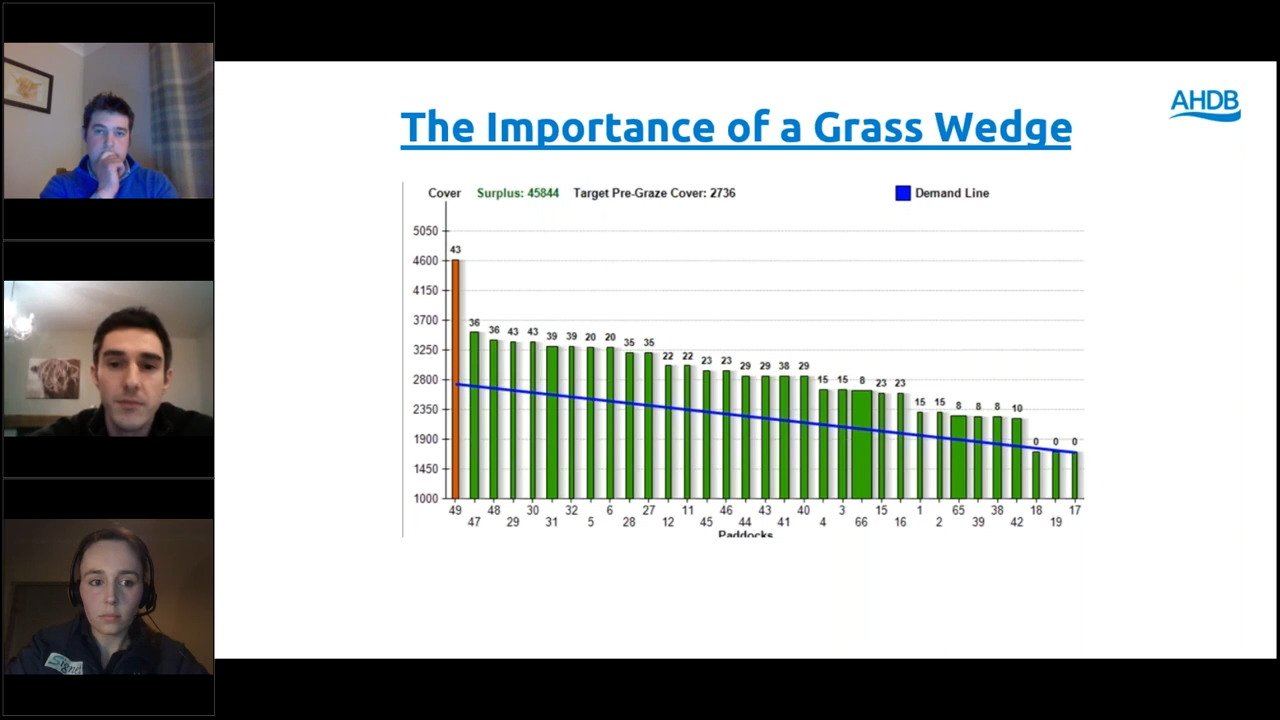 AHDB
The Importance of a Grass Wedge
Cover Surplus: 45844 Target Pre-Graze Cover: 2736 Demand Line
5050
4600
4150
3700
3250
2800
2350
1900
1450
1000
43 36 36 43 43 39 39 20 20 35 35 22 22 23 23 29 29 38 29 15 15 8 23 23 15 15 8 8 8 10 0 0 0
49 48 30 32 6 27 11 46 43 40 3 15 1 65 38 18 17
47 29 31 5 28 12 45 44 41 4 66 16 2 39 42 19
Paddocks